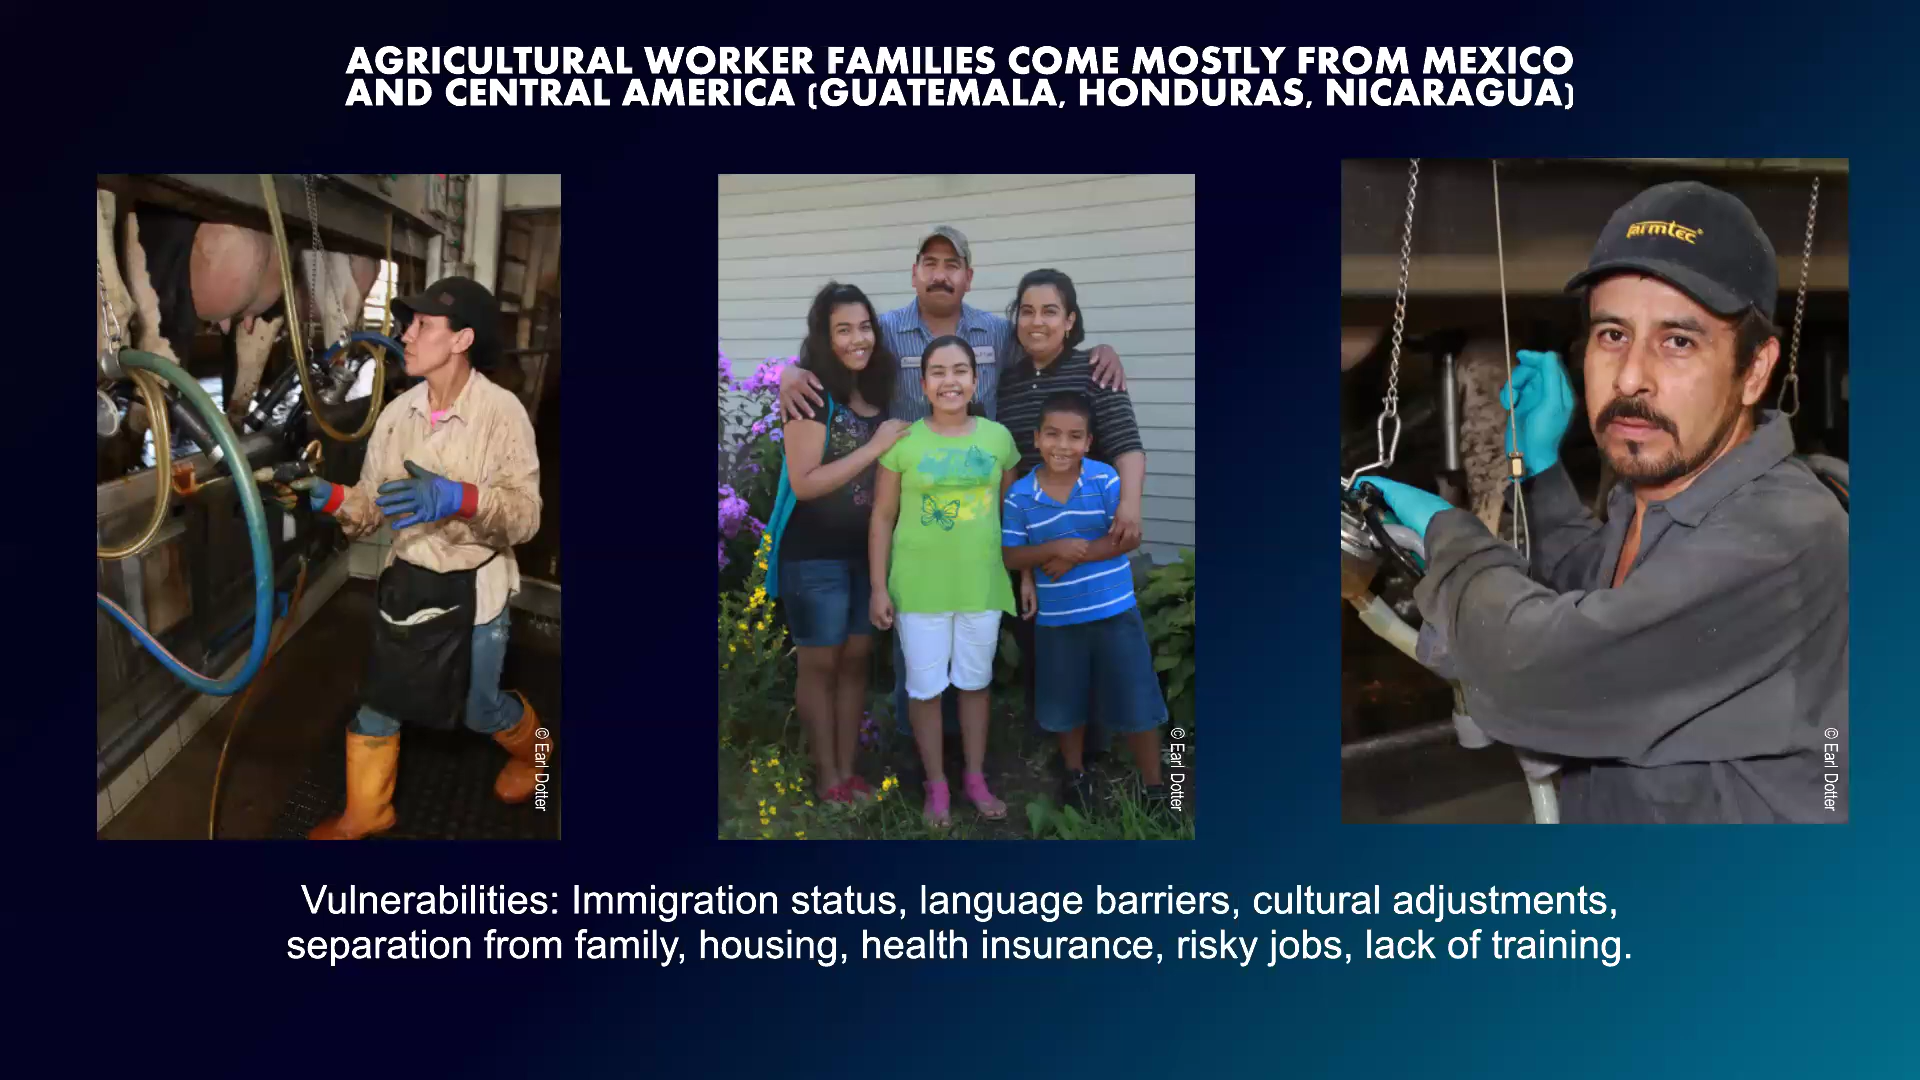 AGRICULTURAL WORKER FAMILIES COME MOSTLY FROM MEXICO
AND CENTRAL AMERICA (GUATEMALA, HONDURAS, NICARAGUA)
farmtec
© Earl Dotter
© Earl Dotter
© Earl Dotter
Vulnerabilities: Immigration status, language barriers, cultural adjustments,
separation from family, housing, health insurance, risky jobs, lack of training.